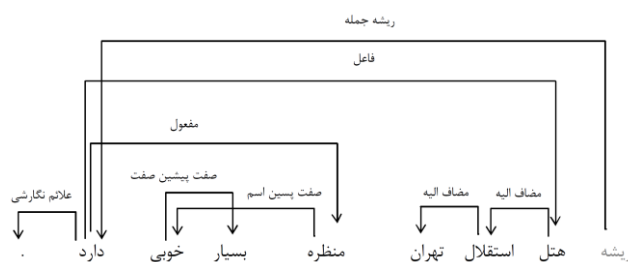 ریشه جمله
فاعل
مفعول
صفت پیشین صفت
علائم نگارشی
صفت پسین اسم
مضاف الیه
مضاف الیه
ریشه هتل استقلال تهران منظره بسیار خوبی دارد .